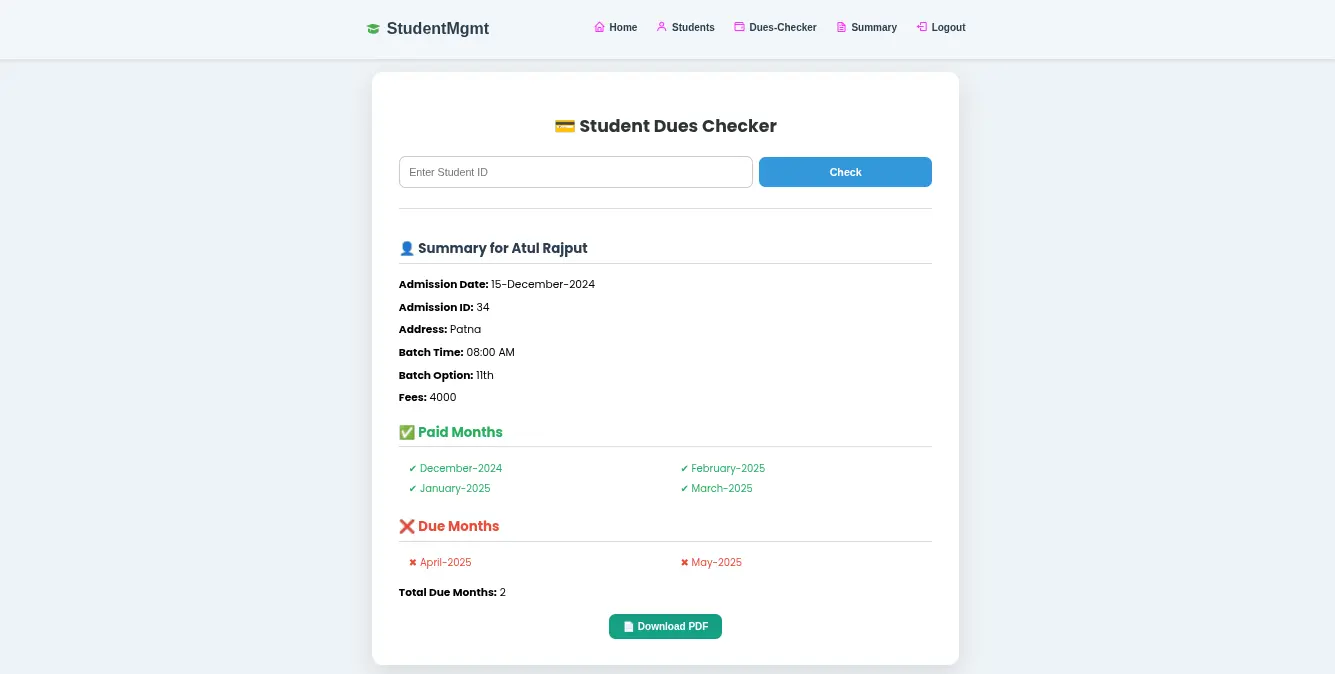 StudentMgmt
Home Students Dues-Checker Summary Logout
💳 Student Dues Checker
Enter Student ID Check
👤 Summary for Atul Rajput
Admission Date: 15-December-2024
Admission ID: 34
Address: Patna
Batch Time: 08:00 AM
Batch Option: 11th
Fees: 4000
✅ Paid Months
✔ December-2024 ✔ February-2025
✔ January-2025 ✔ March-2025
❌ Due Months
✖ April-2025 ✖ May-2025
Total Due Months: 2
📄 Download PDF